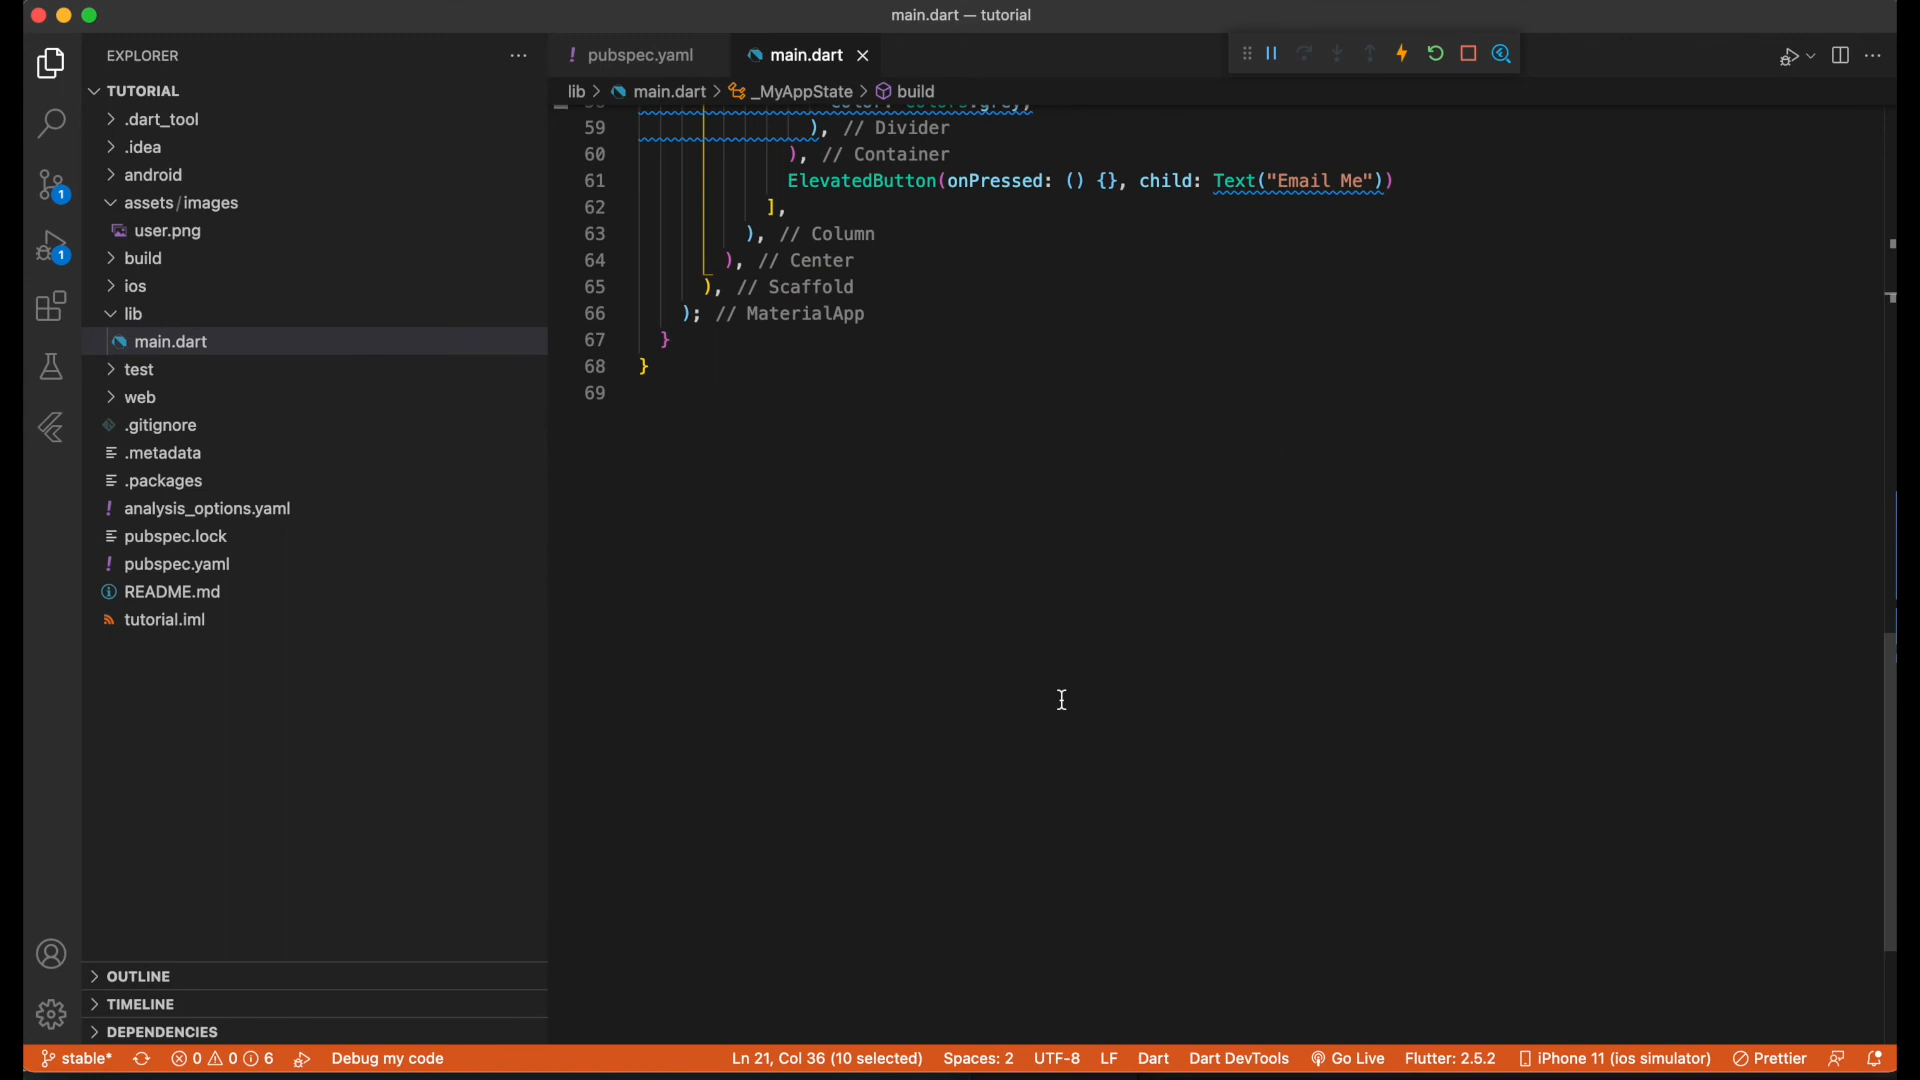 main.dart — tutorial
EXPLORER
pubspec.yaml
main.dart
lib > main.dart > _MyAppState > build
TUTORIAL
.dart_tool
.idea
android
assets/images
user.png
build
ios
lib
main.dart
test
web
.gitignore
.metadata
.packages
analysis_options.yaml
pubspec.lock
pubspec.yaml
README.md
tutorial.iml
OUTLINE
TIMELINE
DEPENDENCIES
1
1
59 ), // Divider
60 ), // Container
61 ElevatedButton(onPressed: () {}, child: Text("Email Me"))
62 ],
63 ), // Column
64 ), // Center
65 ), // Scaffold
66 ); // MaterialApp
67 }
68 }
69
stable* 0 0 6 Debug my code Ln 21, Col 36 (10 selected) Spaces: 2 UTF-8 LF Dart Dart DevTools Go Live Flutter: 2.5.2 iPhone 11 (ios simulator) Prettier